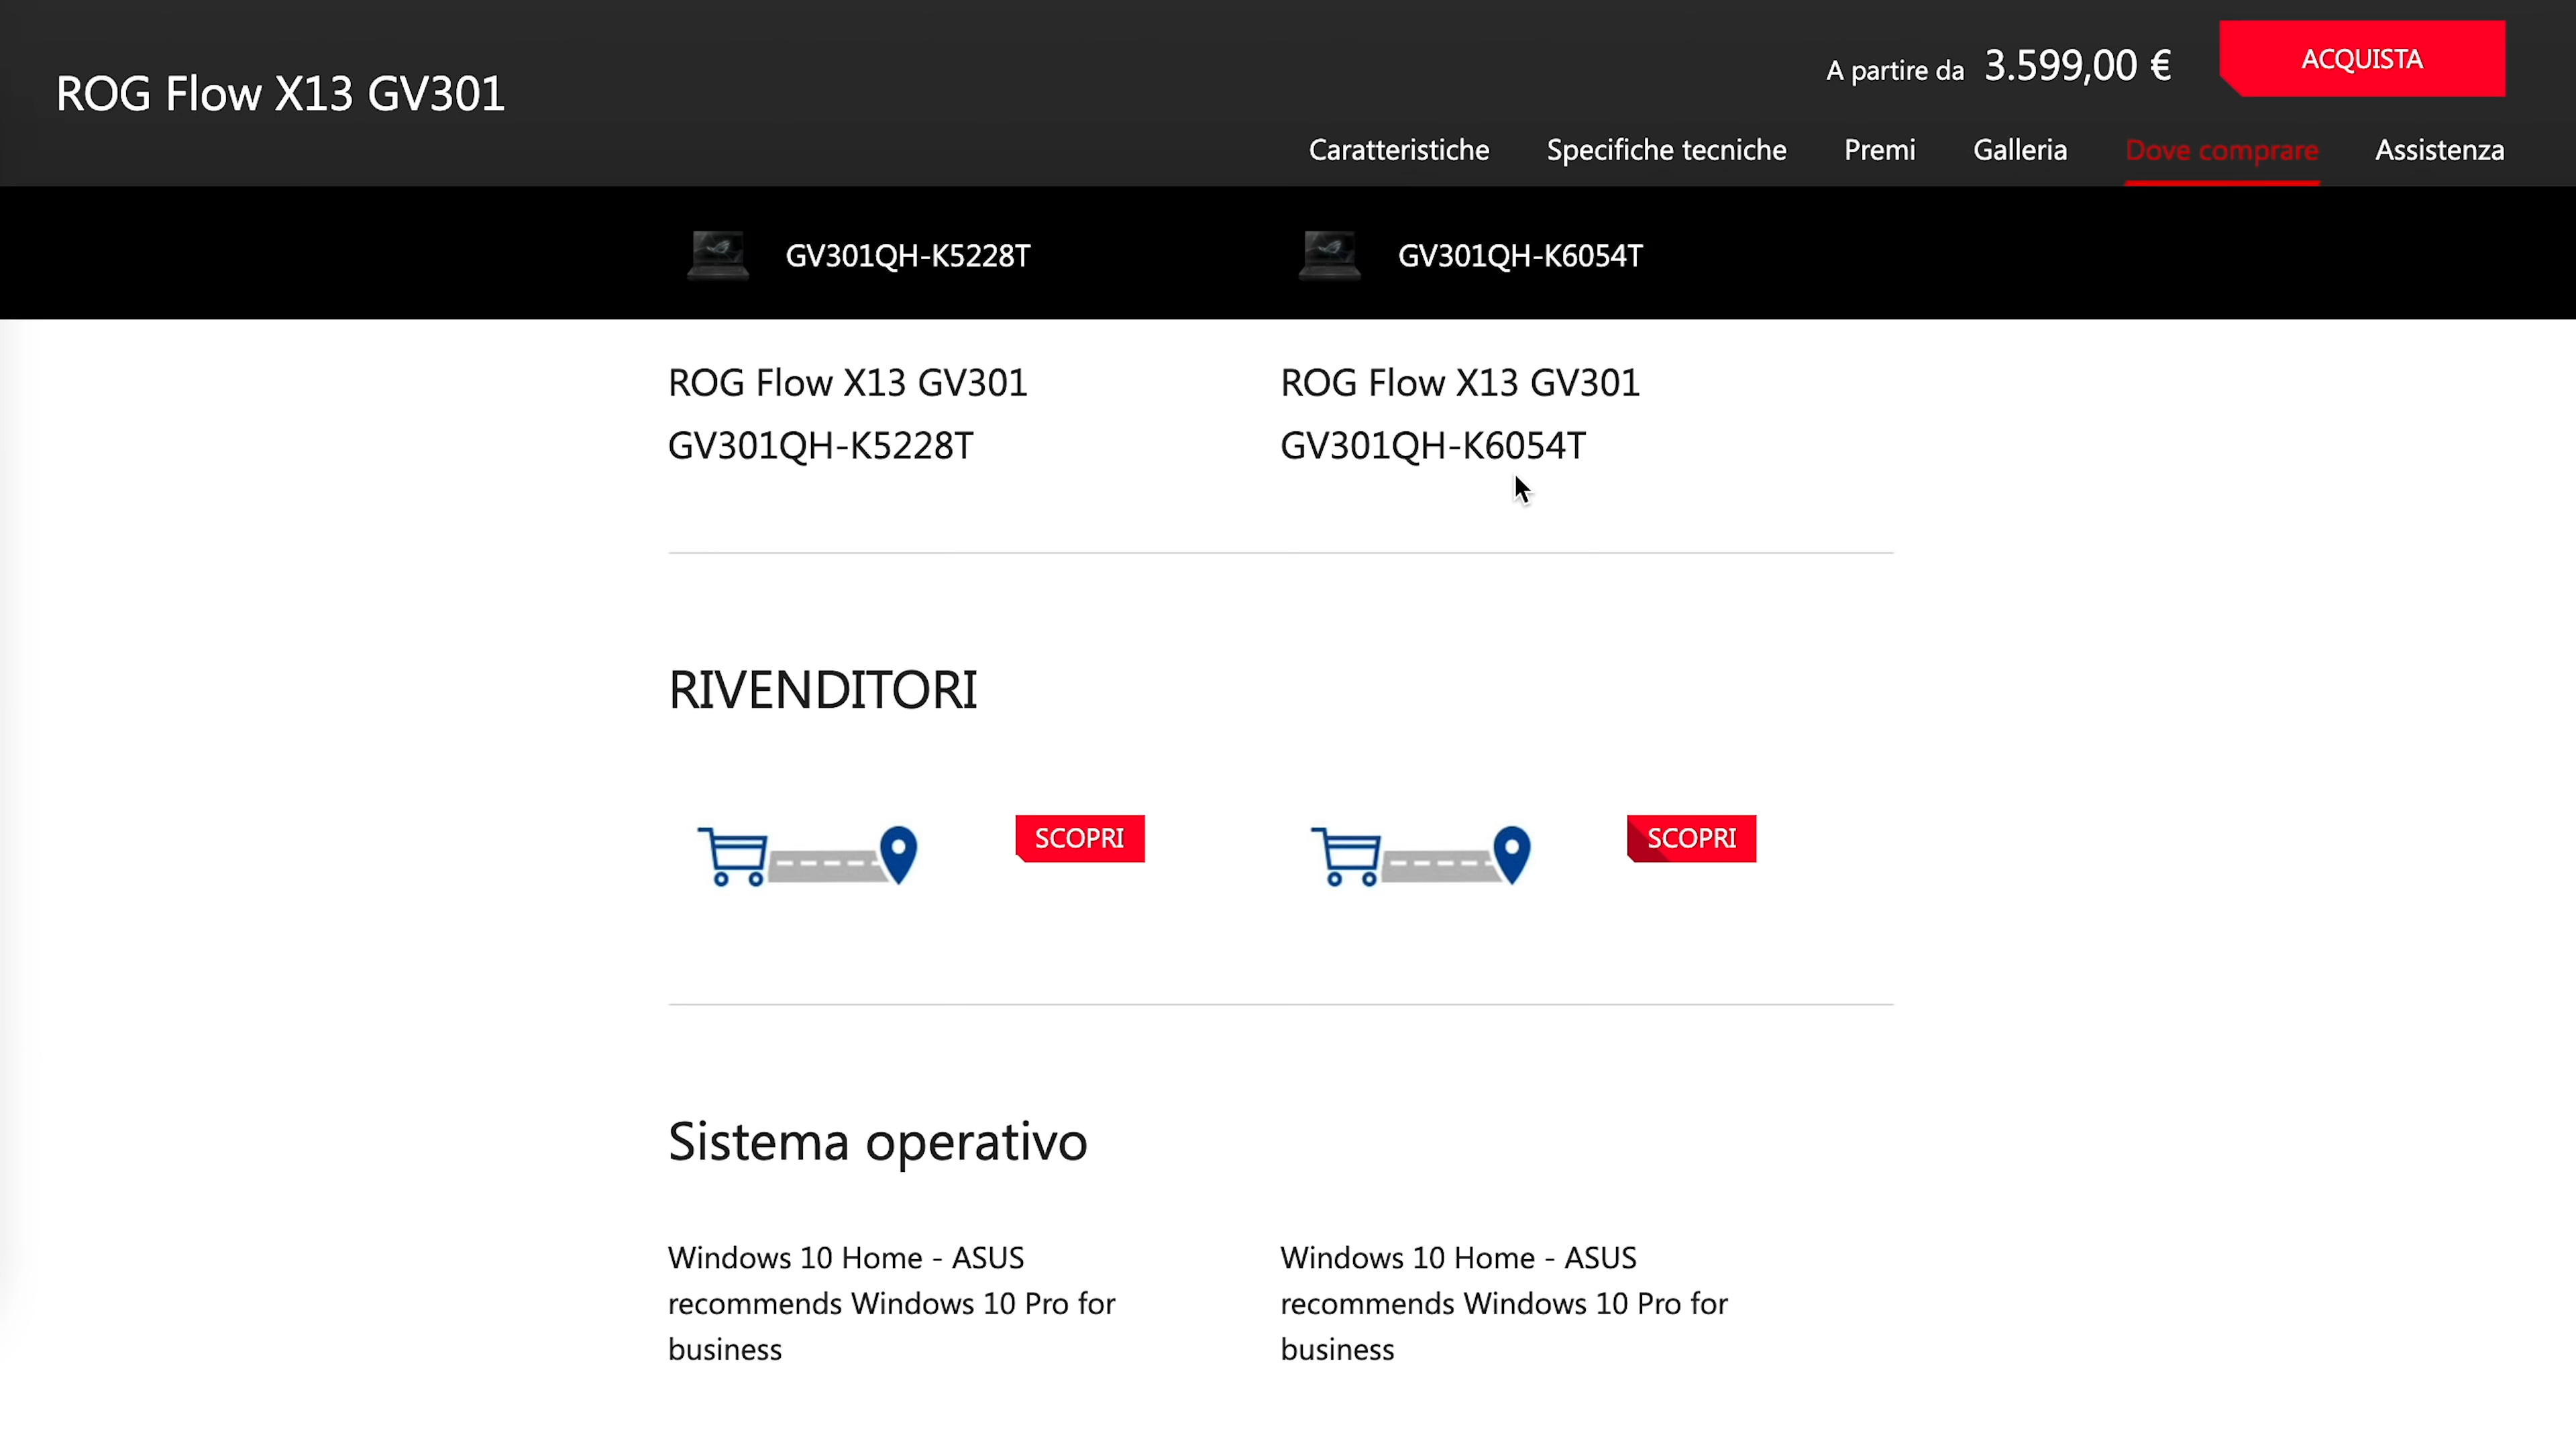 ROG Flow X13 GV301
A partire da 3.599,00 €
ACQUISTA
Caratteristiche Specifiche tecniche Premi Galleria Dove comprare Assistenza
GV301QH-K5228T GV301QH-K6054T
ROG Flow X13 GV301 ROG Flow X13 GV301
GV301QH-K5228T GV301QH-K6054T
RIVENDITORI
SCOPRI SCOPRI
Sistema operativo
Windows 10 Home - ASUS
recommends Windows 10 Pro for
business
Windows 10 Home - ASUS
recommends Windows 10 Pro for
business